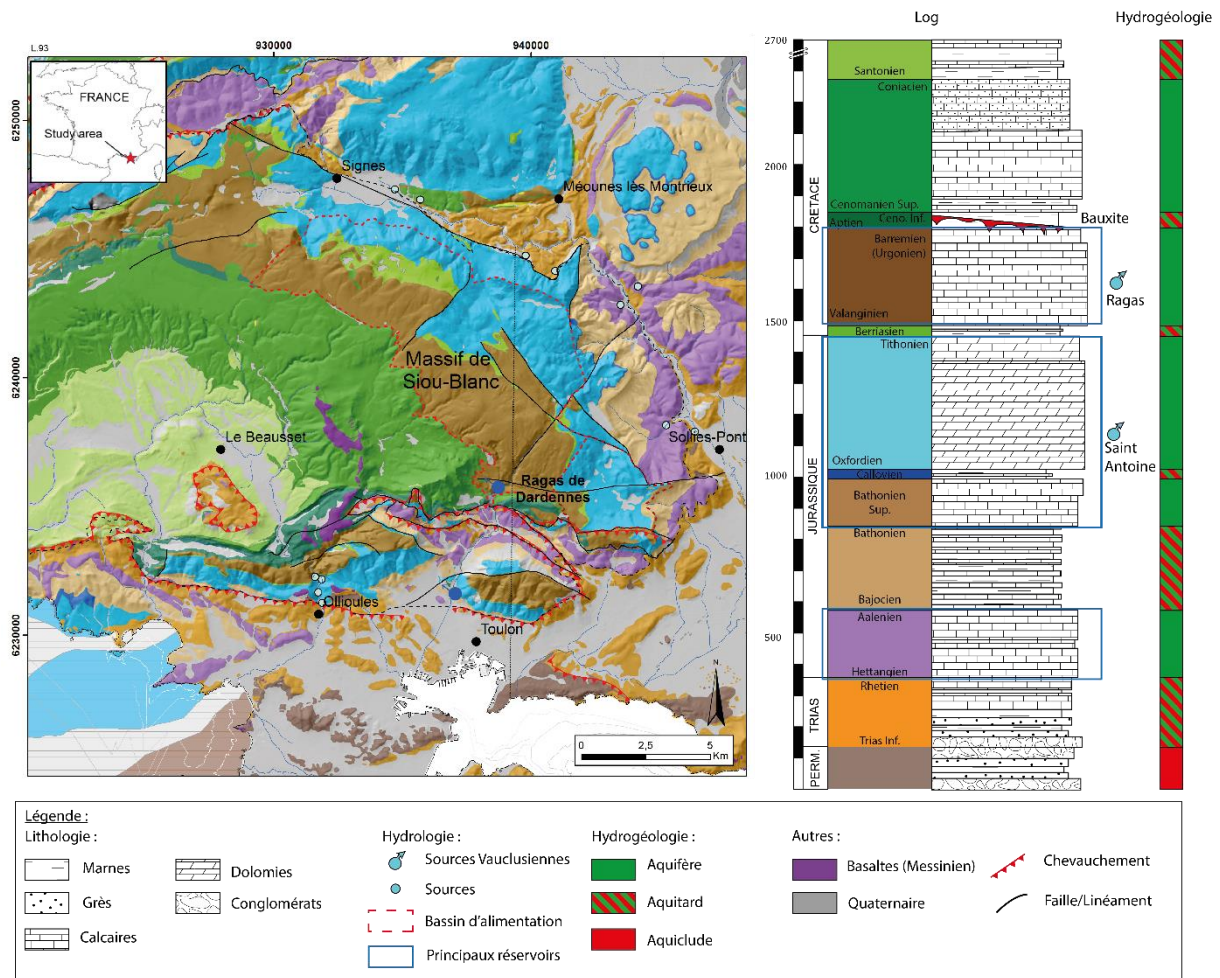 L.93
930000
940000
6250000
6240000
6230000
FRANCE
Study area
Signes
Méounes lès Montrieux
Massif de
Siou-Blanc
Le Beausset
Solliès-Pont
Ragas de
Dardennes
Ollioules
Toulon
N
0 2,5 5
Km
Log
Hydrogéologie
2700
2000
1500
1000
500
CRETACE
JURASSIQUE
TRIAS
PERM.
Santonien
Coniacien
Cenomanien Sup.
Ceno. Inf.
Aptien
Bauxite
Barremien
(Urgonien)
Valanginien
Ragas
Berriasien
Tithonien
Oxfordien
Saint
Antoine
Callovien
Bathonien
Sup.
Bathonien
Bajocien
Aalenien
Hettangien
Rhetien
Trias Inf.
Légende :
Lithologie :
Marnes
Grès
Calcaires
Dolomies
Conglomérats
Hydrologie :
Sources Vauclusiennes
Sources
Bassin d'alimentation
Principaux réservoirs
Hydrogéologie :
Aquifère
Aquitard
Aquiclude
Autres :
Basaltes (Messinien)
Quaternaire
Chevauchement
Faille/Linéament